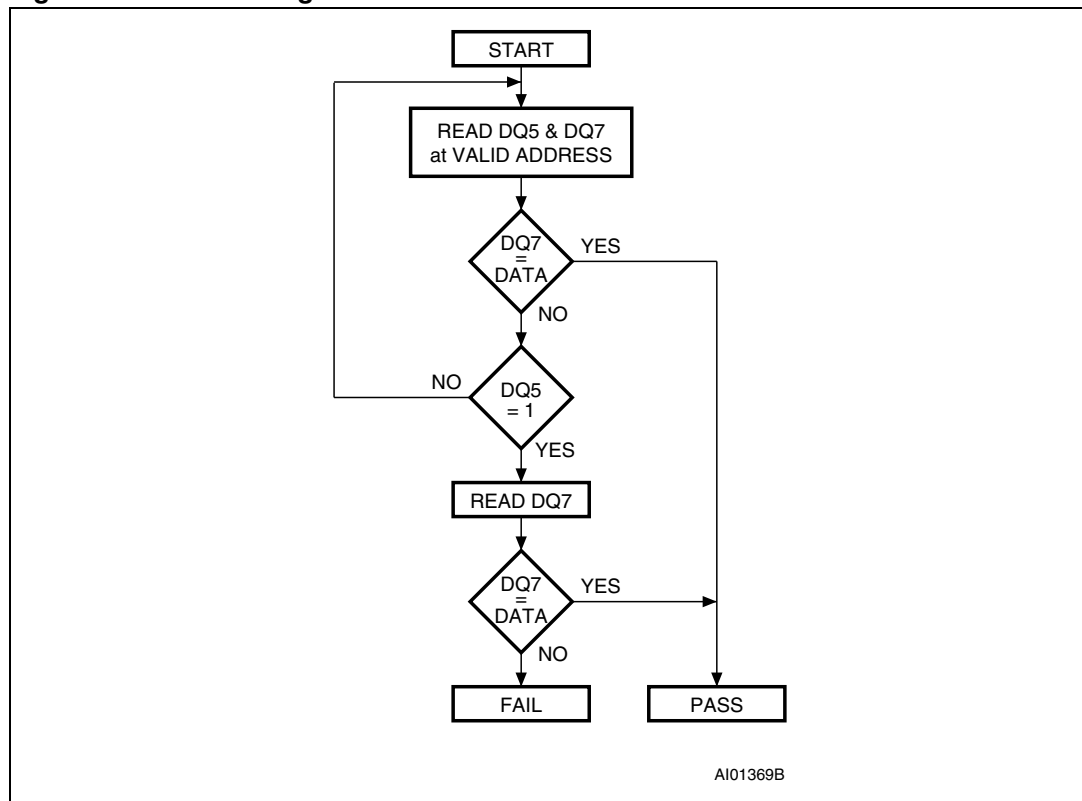 START
READ DQ5 & DQ7
at VALID ADDRESS
DQ7
=
DATA
YES
NO
NO
DQ5
= 1
YES
READ DQ7
DQ7
=
DATA
YES
NO
FAIL
PASS
AI01369B